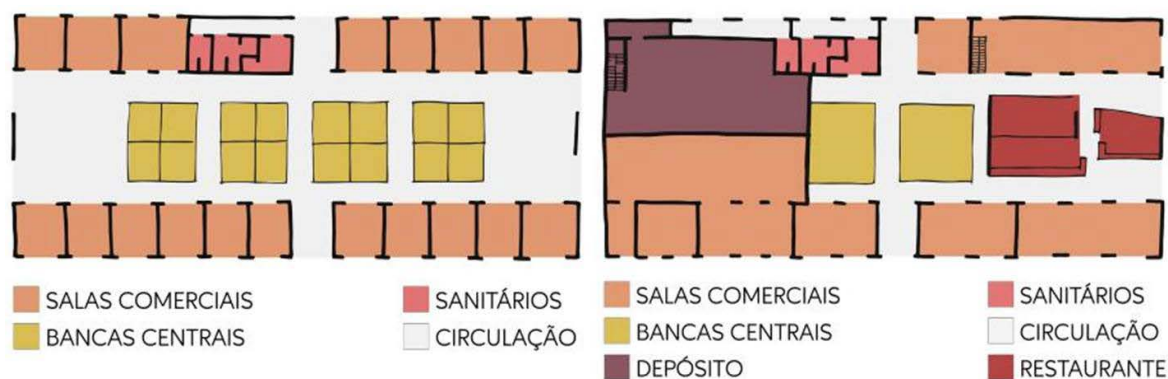 SALAS COMERCIAIS
SANITÁRIOS
BANCAS CENTRAIS
CIRCULAÇÃO
SALAS COMERCIAIS
SANITÁRIOS
BANCAS CENTRAIS
CIRCULAÇÃO
DEPÓSITO
RESTAURANTE